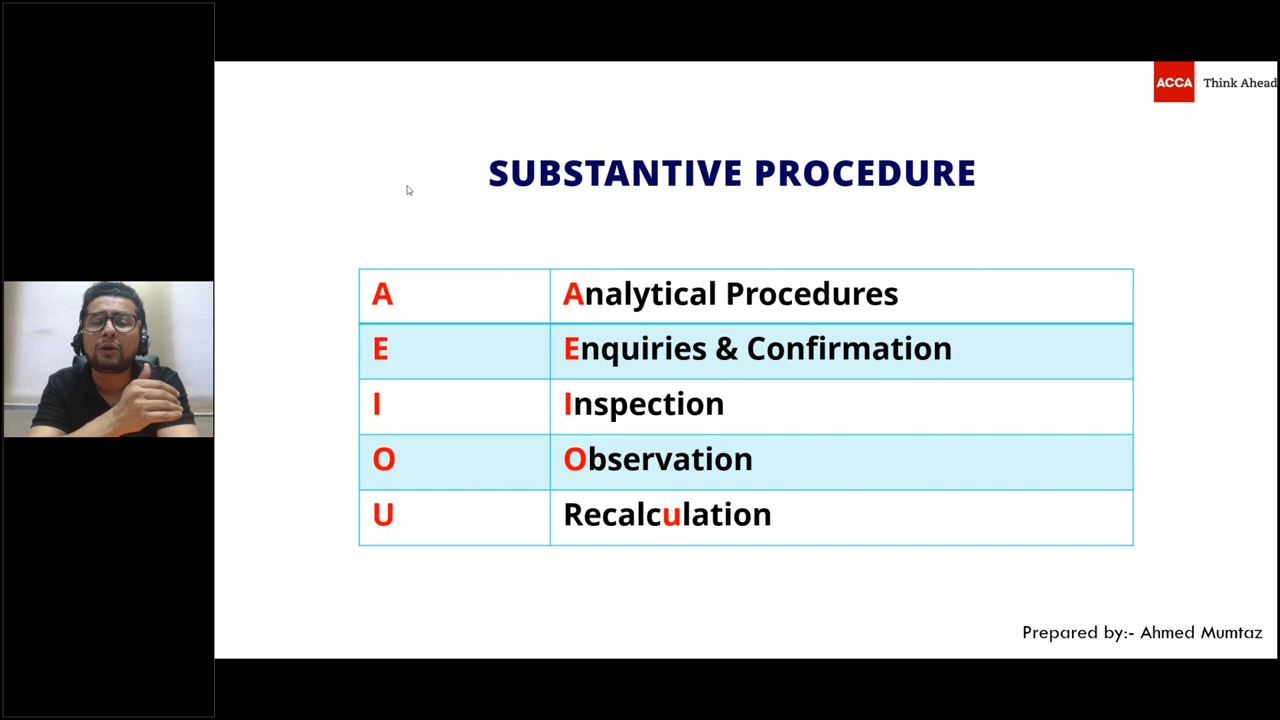 ACCA Think Ahead
SUBSTANTIVE PROCEDURE
A Analytical Procedures
E Enquiries & Confirmation
I Inspection
O Observation
U Recalculation
Prepared by:- Ahmed Mumtaz